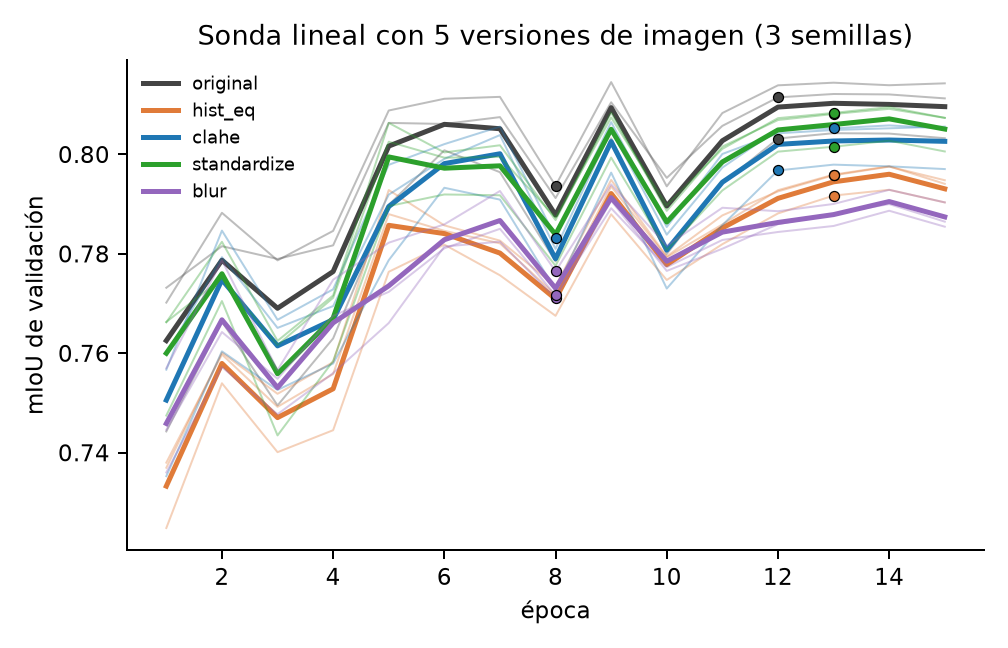 Sonda lineal con 5 versiones de imagen (3 semillas)
original
hist_eq
clahe
standardize
blur
mIoU de validación
0.80
0.78
0.76
0.74
2 4 6 8 10 12 14
época